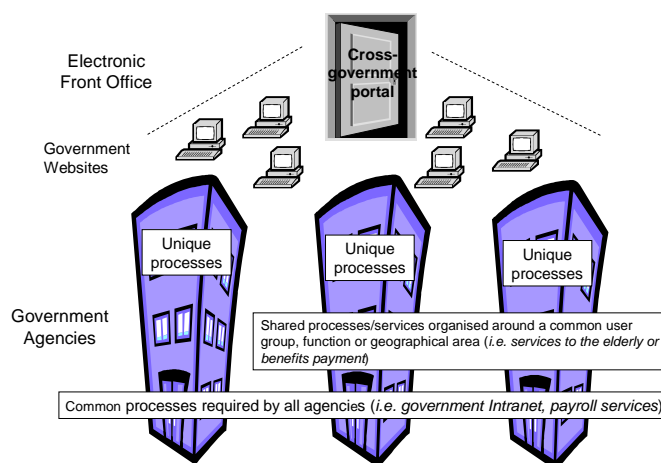 Electronic
Front Office
Cross-
government
portal
Government
Websites
Unique
processes
Unique
processes
Unique
processes
Government
Agencies
Shared processes/services organised around a common user
group, function or geographical area (i.e. services to the elderly or
benefits payment)
Common processes required by all agencies (i.e. government Intranet, payroll services)